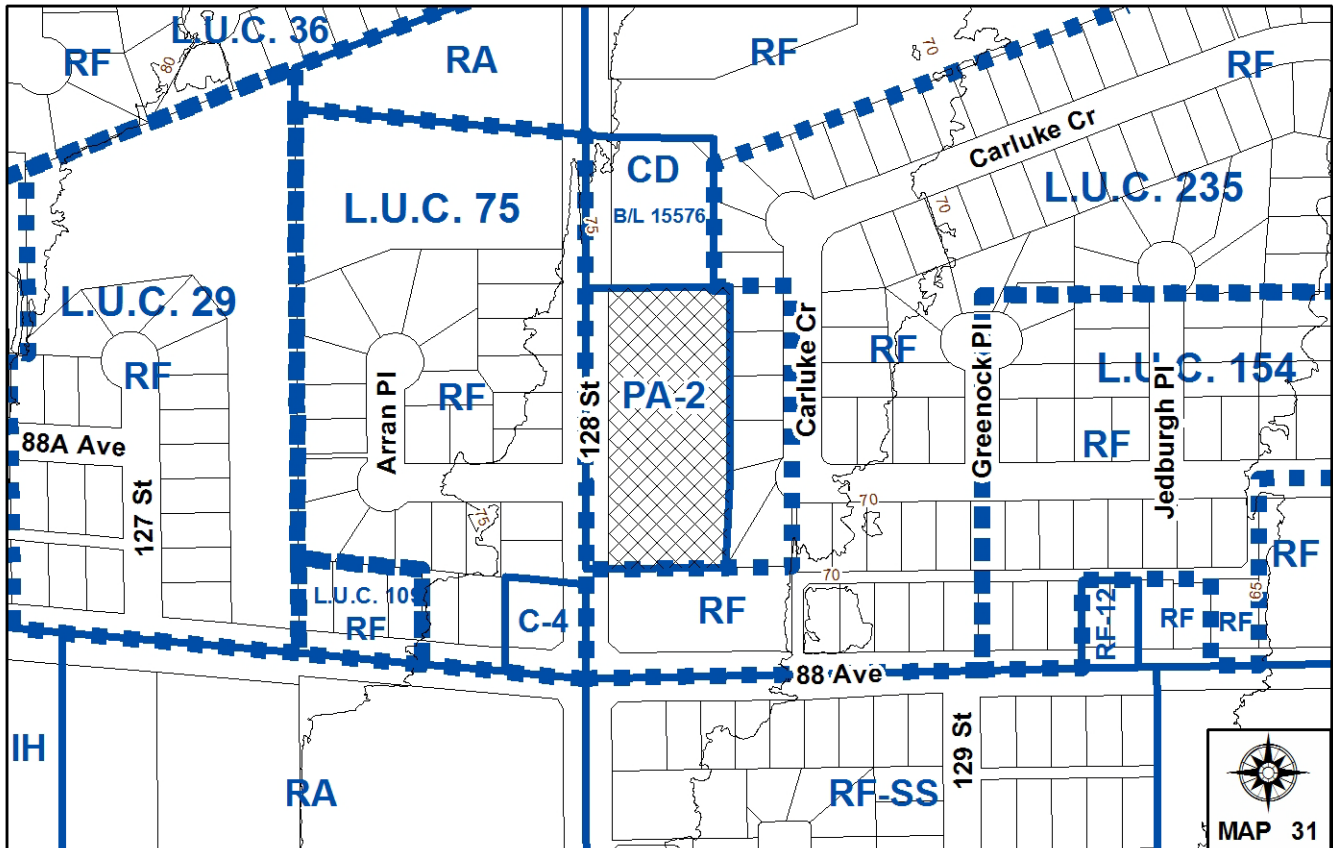 L.U.C. 36
RF
80
RA
RF
70
RF
Carluke Cr
CD
B/L 15576
75
L.U.C. 75
L.U.C. 235
70
L.U.C. 29
RF
Arran Pl
RF
128 St
PA-2
Carluke Cr
RF
Greenock Pl
L.U.C. 154
Jedburgh Pl
RF
88A Ave
127 St
75
70
RF
L.U.C. 109
RF
C-4
RF
70
RF-12
RF
RF
65
88 Ave
IH
RA
129 St
RF-SS
MAP 31